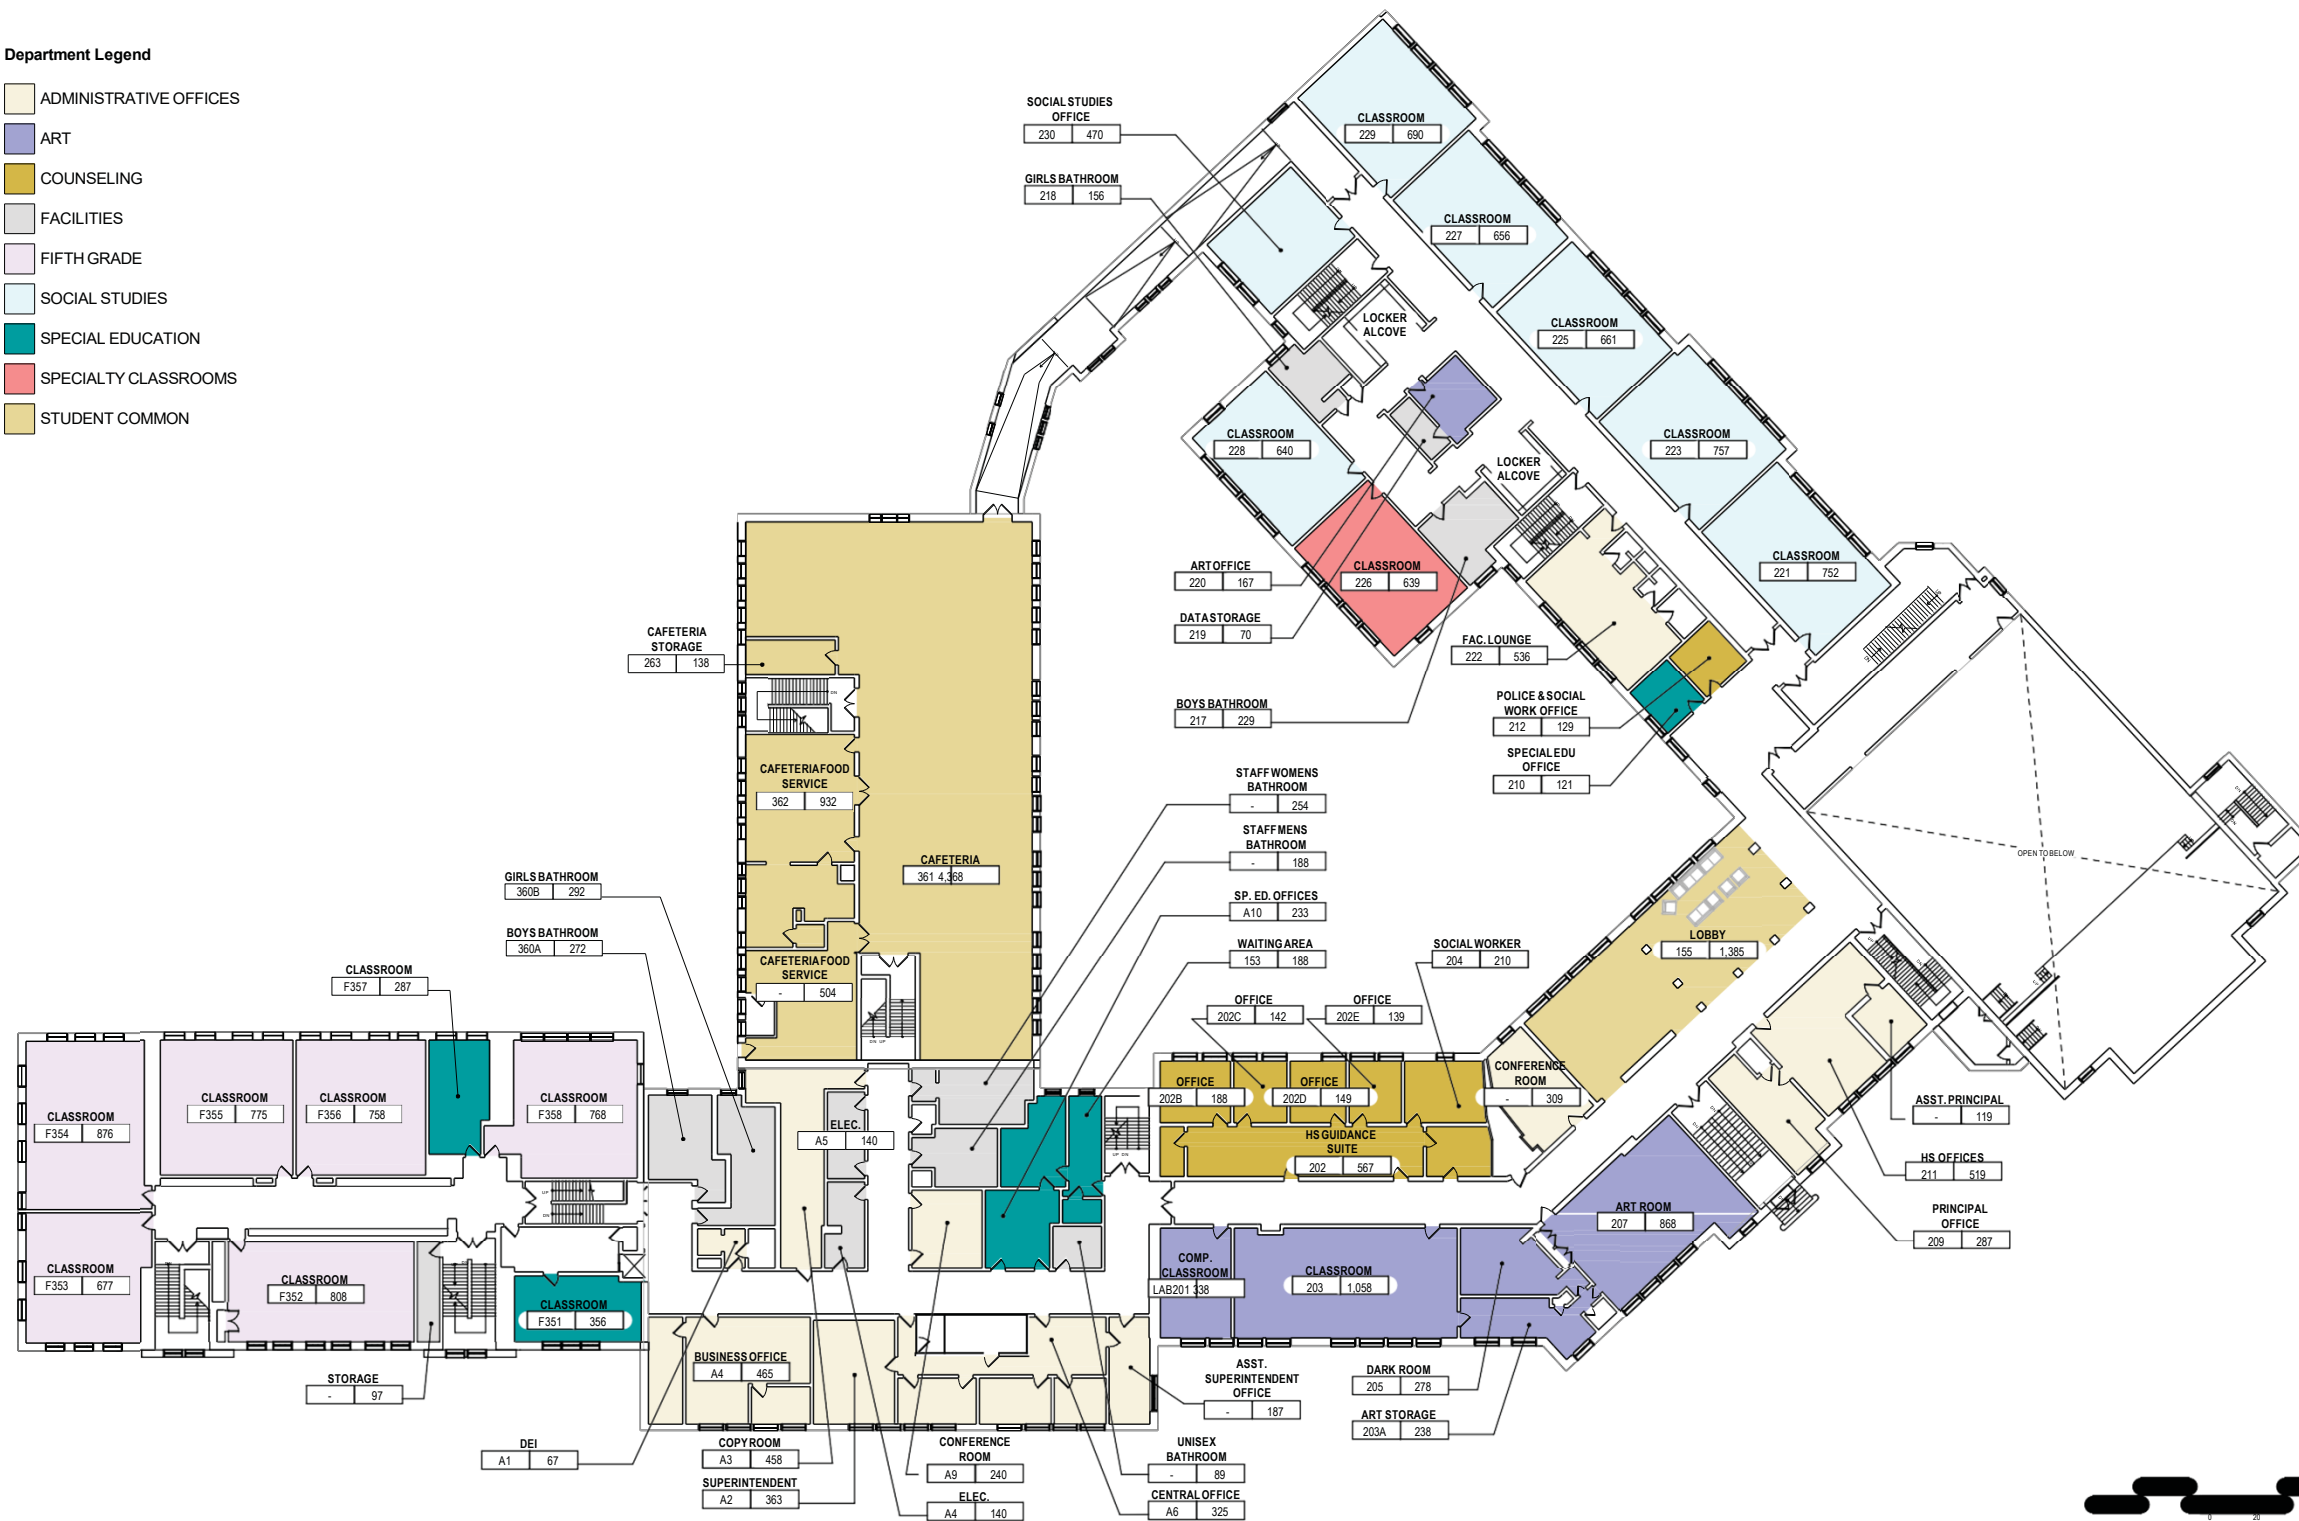 Department Legend
ADMINISTRATIVE OFFICES
ART
COUNSELING
FACILITIES
FIFTH GRADE
SOCIAL STUDIES
SPECIAL EDUCATION
SPECIALTY CLASSROOMS
STUDENT COMMON
SOCIAL STUDIES
OFFICE
230 470
GIRLS BATHROOM
218 156
CLASSROOM
229 690
CLASSROOM
227 656
CLASSROOM
225 661
CLASSROOM
223 757
CLASSROOM
221 752
LOCKER
ALCOVE
LOCKER
ALCOVE
CLASSROOM
228 640
CLASSROOM
226 639
ART OFFICE
220 167
DATA STORAGE
219 70
BOYS BATHROOM
217 229
FAC. LOUNGE
222 536
POLICE & SOCIAL
WORK OFFICE
212 129
SPECIAL EDU
OFFICE
210 121
OPEN TO BELOW
CAFETERIA
STORAGE
263 138
DN
CAFETERIA FOOD
SERVICE
362 932
CAFETERIA
361 4,368
CAFETERIA FOOD
SERVICE
- 504
DN UP
STAFF WOMENS
BATHROOM
- 254
STAFF MENS
BATHROOM
- 188
SP. ED. OFFICES
A10 233
WAITING AREA
153 188
SOCIAL WORKER
204 210
OFFICE
202C 142
OFFICE
202E 139
LOBBY
155 1,385
GIRLS BATHROOM
360B 292
BOYS BATHROOM
360A 272
CLASSROOM
F357 287
CLASSROOM
F354 876
CLASSROOM
F355 775
CLASSROOM
F356 758
CLASSROOM
F358 768
CLASSROOM
F353 677
CLASSROOM
F352 808
CLASSROOM
F351 356
UP
DN
ELEC.
A5 140
UP DN
OFFICE
202B 188
OFFICE
202D 149
HS GUIDANCE
SUITE
202 567
CONFERENCE
ROOM
- 309
ASST. PRINCIPAL
- 119
HS OFFICES
211 519
PRINCIPAL
OFFICE
209 287
ART ROOM
207 868
COMP.
CLASSROOM
LAB201 338
CLASSROOM
203 1,058
DARK ROOM
205 278
ART STORAGE
203A 238
BUSINESS OFFICE
A4 465
STORAGE
- 97
DEI
A1 67
COPY ROOM
A3 458
SUPERINTENDENT
A2 363
CONFERENCE
ROOM
A9 240
ELEC.
A4 140
ASST.
SUPERINTENDENT
OFFICE
- 187
UNISEX
BATHROOM
- 89
CENTRAL OFFICE
A6 325
0 20